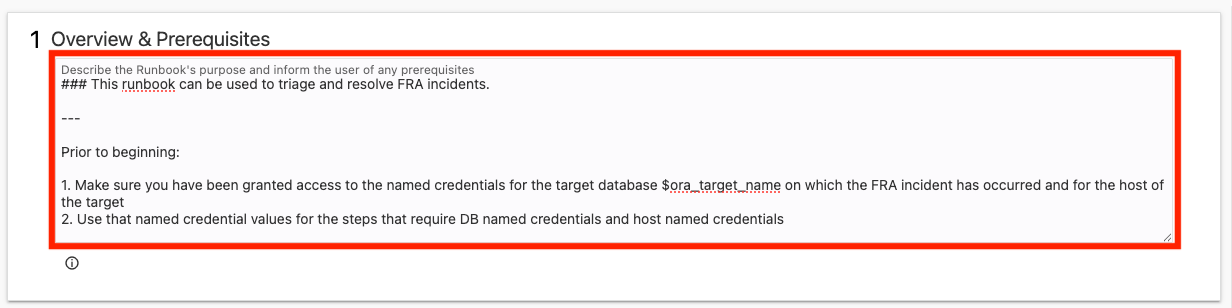 1 Overview & Prerequisites
Describe the Runbook's purpose and inform the user of any prerequisites
### This runbook can be used to triage and resolve FRA incidents.
---
Prior to beginning:
1. Make sure you have been granted access to the named credentials for the target database $ora_target_name on which the FRA incident has occurred and for the host of
the target
2. Use that named credential values for the steps that require DB named credentials and host named credentials